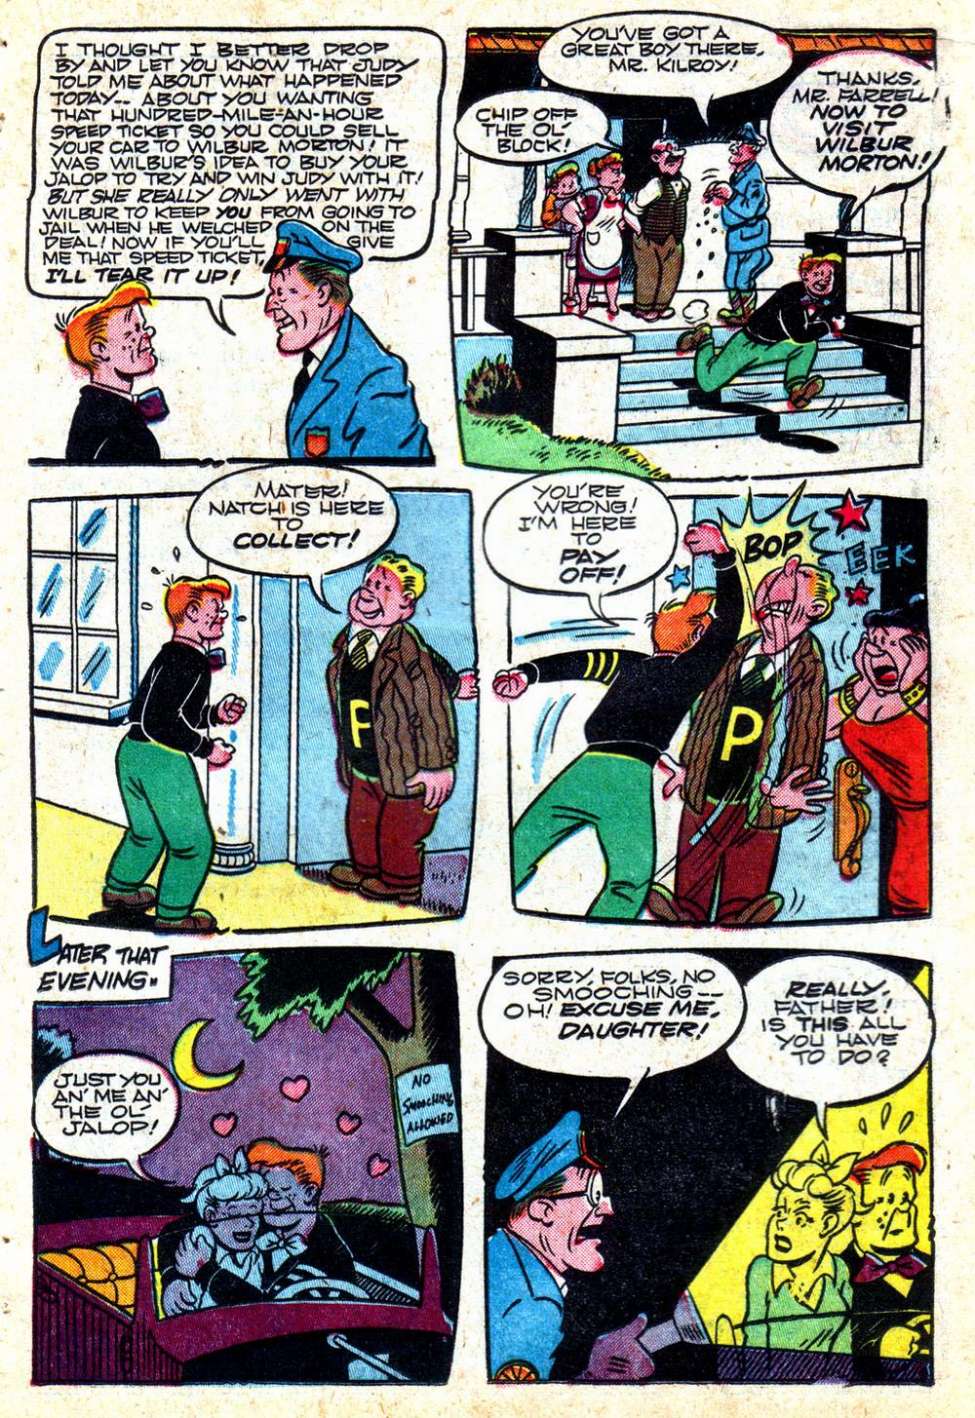 I THOUGHT I BETTER DROP
BY AND LET YOU KNOW THAT JUDY
TOLD ME ABOUT WHAT HAPPENED
TODAY-- ABOUT YOU WANTING
THAT HUNDRED-MILE-AN-HOUR
SPEED TICKET SO YOU COULD SELL
YOUR CAR TO WILBUR MORTON! IT
WAS WILBUR'S IDEA TO BUY YOUR
JALOP TO TRY AND WIN JUDY WITH IT!
BUT SHE REALLY ONLY WENT WITH
WILBUR TO KEEP YOU FROM GOING TO
JAIL WHEN HE WELCHED ON THE
DEAL! NOW IF YOU'LL GIVE
ME THAT SPEED TICKET,
I'LL TEAR IT UP!
CHIP OFF
THE OL'
BLOCK!
YOU'VE GOT A
GREAT BOY THERE,
MR. KILROY!
THANKS,
MR. FARRELL!
NOW TO
VISIT
WILBUR
MORTON!
MATER!
NATCH IS HERE
TO
COLLECT!
P
YOU'RE
WRONG!
I'M HERE
TO
PAY
OFF!
BOP
EEK
P
LATER THAT
EVENING--
JUST YOU
AN' ME AN'
THE OL'
JALOP!
NO
SMOOCHING
ALLOWED
SORRY, FOLKS, NO
SMOOCHING--
OH! EXCUSE ME,
DAUGHTER!
REALLY,
FATHER!
IS THIS ALL
YOU HAVE
TO DO?